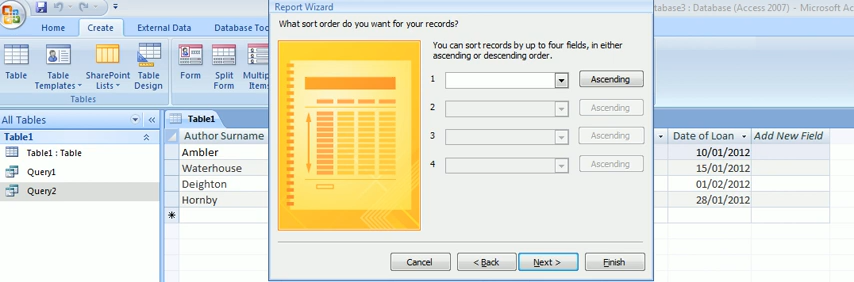 Report Wizard
tabase3 : Database (Access 2007) - Microsoft Ac
Home Create External Data Database Too
Table Table Templates SharePoint Lists Table Design Form Split Form Multiple Items
Tables
What sort order do you want for your records?
You can sort records by up to four fields, in either
ascending or descending order.
1 Ascending
2 Ascending
3 Ascending
4 Ascending
Cancel < Back Next > Finish
All Tables
Table1
Table1 : Table
Query1
Query2
Table1
Author Surname Date of Loan Add New Field
Ambler 10/01/2012
Waterhouse 15/01/2012
Deighton 01/02/2012
Hornby 28/01/2012